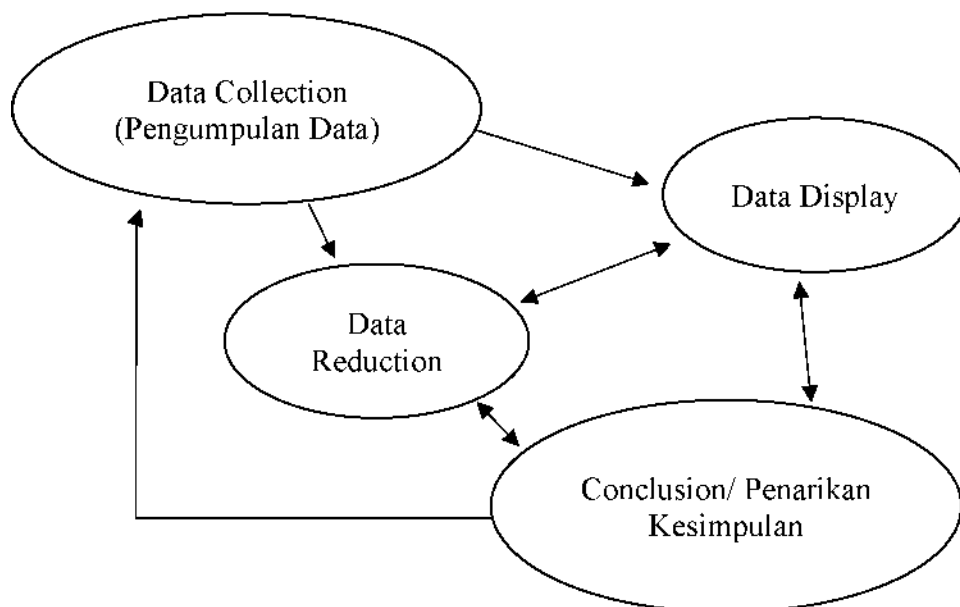 Data Collection
(Pengumpulan Data)
Data Display
Data
Reduction
Conclusion/ Penarikan
Kesimpulan